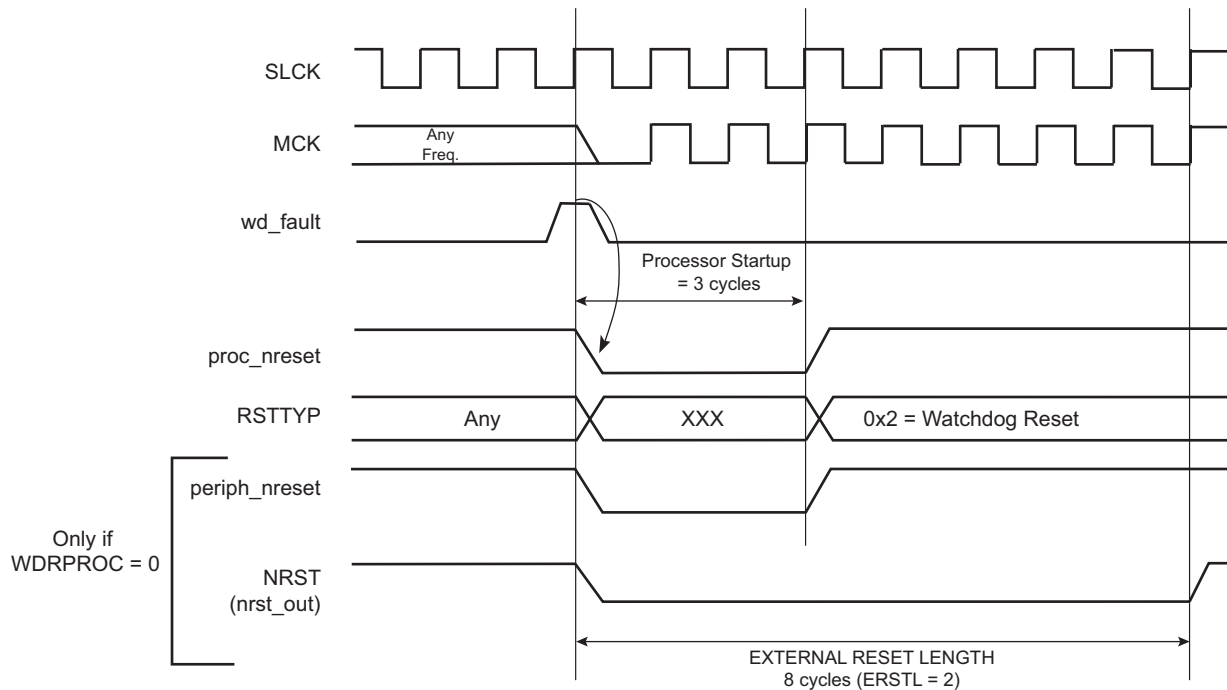 SLCK
MCK
Any
Freq.
wd_fault
Processor Startup
= 3 cycles
proc_nreset
RSTTYP
Any
XXX
0x2 = Watchdog Reset
periph_nreset
Only if
WDRPROC = 0
NRST
(nrst_out)
EXTERNAL RESET LENGTH
8 cycles (ERSTL = 2)